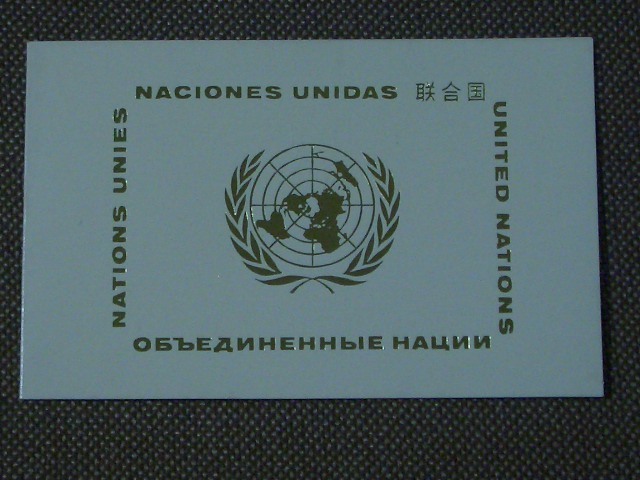 NACIONES UNIDAS 联合国
NATIONS UNIES
UNITED NATIONS
ОБЪЕДИНЕННЫЕ НАЦИИ